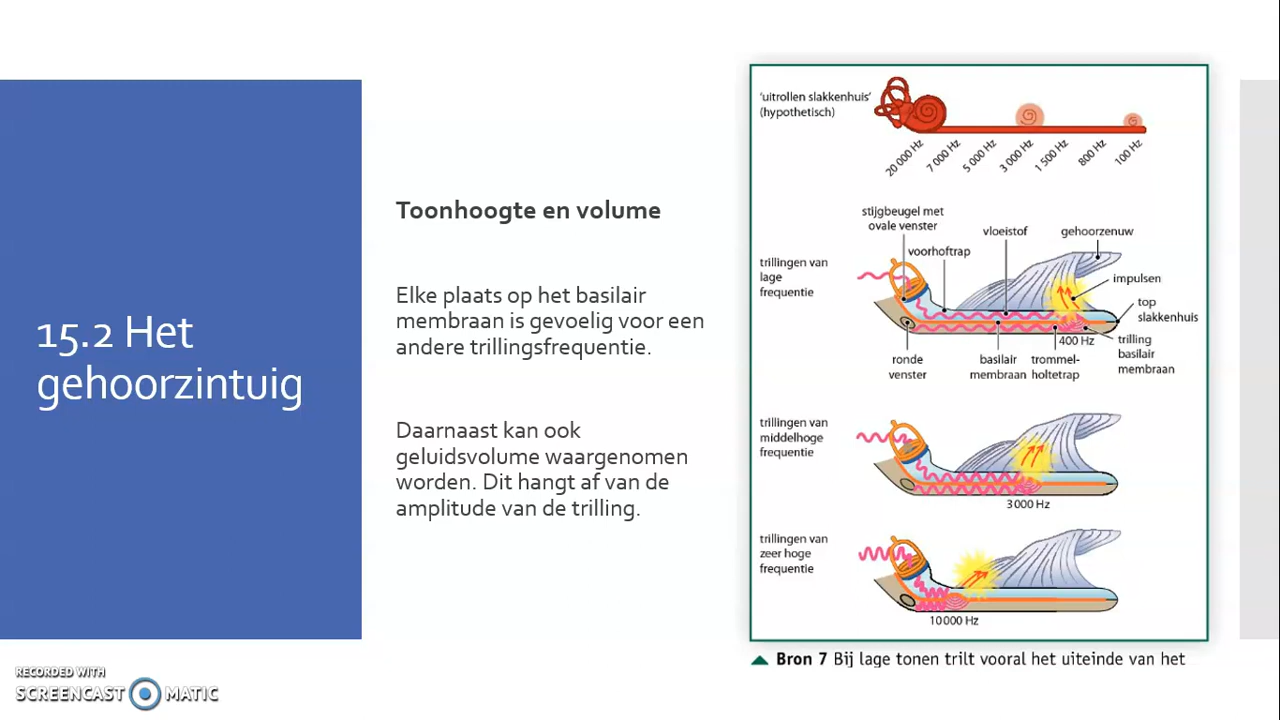 15.2 Het
gehoorzintuig
Toonhoogte en volume
Elke plaats op het basilair
membraan is gevoelig voor een
andere trillingsfrequentie.
Daarnaast kan ook
geluidsvolume waargenomen
worden. Dit hangt af van de
amplitude van de trilling.
'uitrollen slakkenhuis'
(hypothetisch)
20 000 Hz
7 000 Hz
5 000 Hz
3 000 Hz
1 500 Hz
800 Hz
100 Hz
stijgbeugel met
ovale venster
voorhoftrap
vloeistof
gehoorzenuw
trillingen van
lage
frequentie
impulsen
top
slakkenhuis
400 Hz
trilling
basilair
membraan
ronde
venster
basilair
membraan
trommel-
holtetrap
trillingen van
middelhoge
frequentie
3 000 Hz
trillingen van
zeer hoge
frequentie
10 000 Hz
Bron 7 Bij lage tonen trilt vooral het uiteinde van het
RECORDED WITH
SCREENCAST MATIC